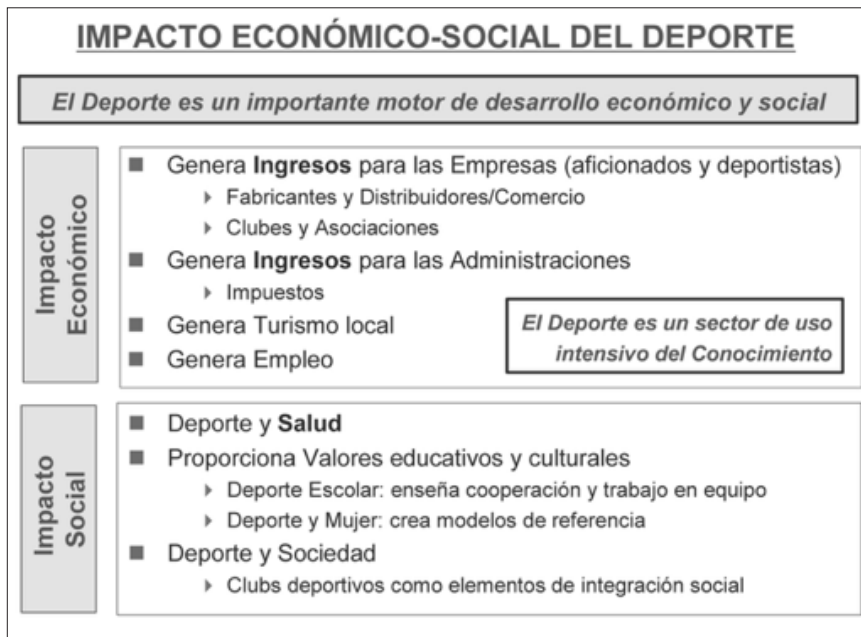 IMPACTO ECONÓMICO-SOCIAL DEL DEPORTE
El Deporte es un importante motor de desarrollo económico y social
Impacto
Económico
Genera Ingresos para las Empresas (aficionados y deportistas)
Fabricantes y Distribuidores/Comercio
Clubes y Asociaciones
Genera Ingresos para las Administraciones
Impuestos
Genera Turismo local
Genera Empleo
El Deporte es un sector de uso
intensivo del Conocimiento
Impacto
Social
Deporte y Salud
Proporciona Valores educativos y culturales
Deporte Escolar: enseña cooperación y trabajo en equipo
Deporte y Mujer: crea modelos de referencia
Deporte y Sociedad
Clubs deportivos como elementos de integración social